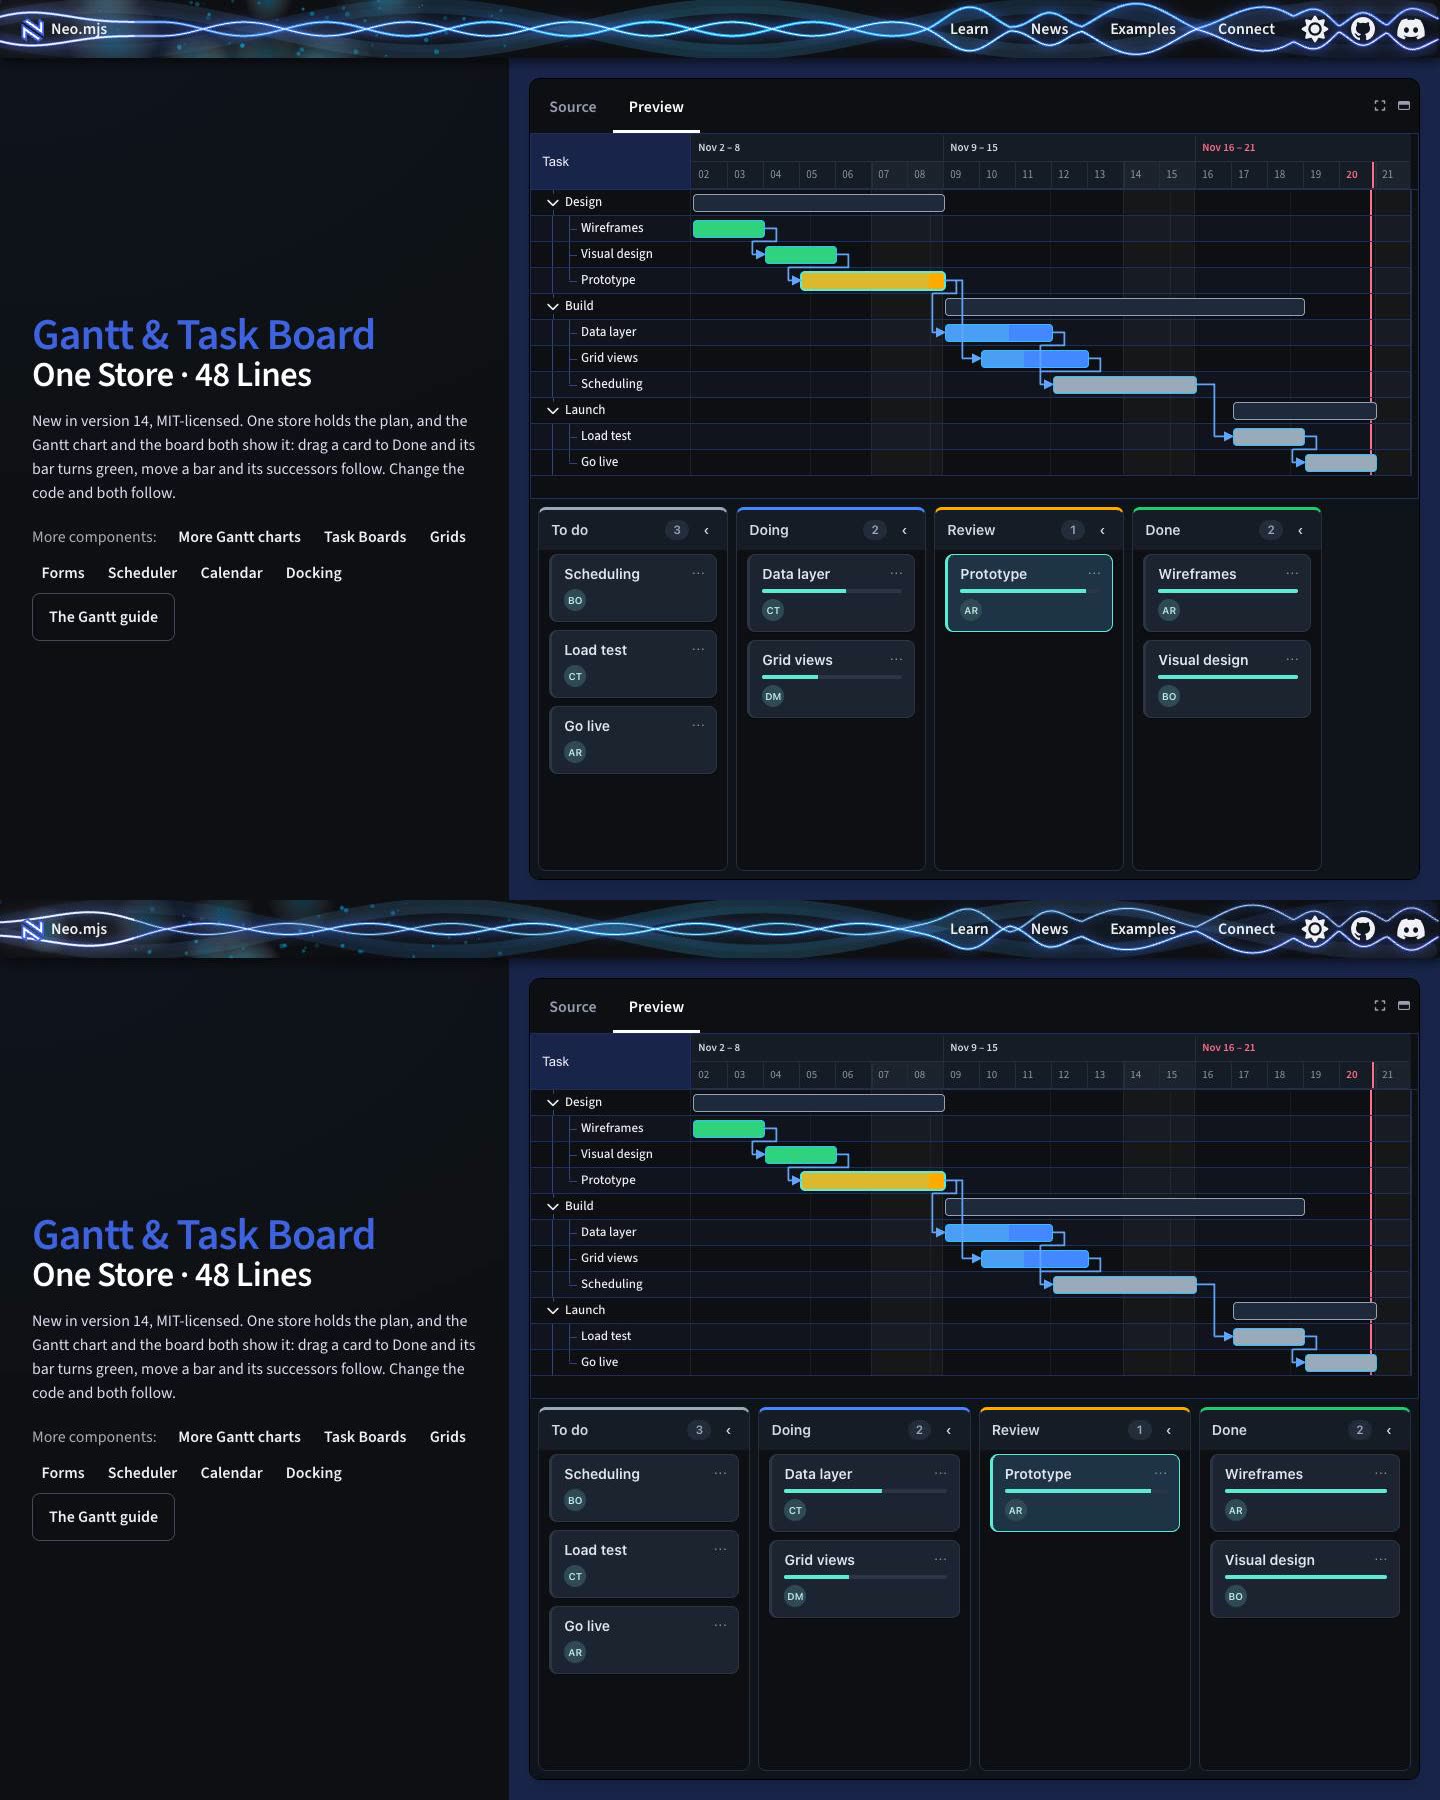 Neo.mjs
Learn News Examples Connect
Gantt & Task Board
One Store · 48 Lines
New in version 14, MIT-licensed. One store holds the plan, and the
Gantt chart and the board both show it: drag a card to Done and its
bar turns green, move a bar and its successors follow. Change the
code and both follow.
More components: More Gantt charts Task Boards Grids
Forms Scheduler Calendar Docking
The Gantt guide
Source Preview
Task
Nov 2 – 8 Nov 9 – 15 Nov 16 – 21
02 03 04 05 06 07 08 09 10 11 12 13 14 15 16 17 18 19 20 21
Design
Wireframes
Visual design
Prototype
Build
Data layer
Grid views
Scheduling
Launch
Load test
Go live
To do 3 ‹
Scheduling ...
BO
Load test ...
CT
Go live ...
AR
Doing 2 ‹
Data layer ...
CT
Grid views ...
DM
Review 1 ‹
Prototype ...
AR
Done 2 ‹
Wireframes ...
AR
Visual design ...
BO
Neo.mjs
Learn News Examples Connect
Gantt & Task Board
One Store · 48 Lines
New in version 14, MIT-licensed. One store holds the plan, and the
Gantt chart and the board both show it: drag a card to Done and its
bar turns green, move a bar and its successors follow. Change the
code and both follow.
More components: More Gantt charts Task Boards Grids
Forms Scheduler Calendar Docking
The Gantt guide
Source Preview
Task
Nov 2 – 8 Nov 9 – 15 Nov 16 – 21
02 03 04 05 06 07 08 09 10 11 12 13 14 15 16 17 18 19 20 21
Design
Wireframes
Visual design
Prototype
Build
Data layer
Grid views
Scheduling
Launch
Load test
Go live
To do 3 ‹
Scheduling ...
BO
Load test ...
CT
Go live ...
AR
Doing 2 ‹
Data layer ...
CT
Grid views ...
DM
Review 1 ‹
Prototype ...
AR
Done 2 ‹
Wireframes ...
AR
Visual design ...
BO